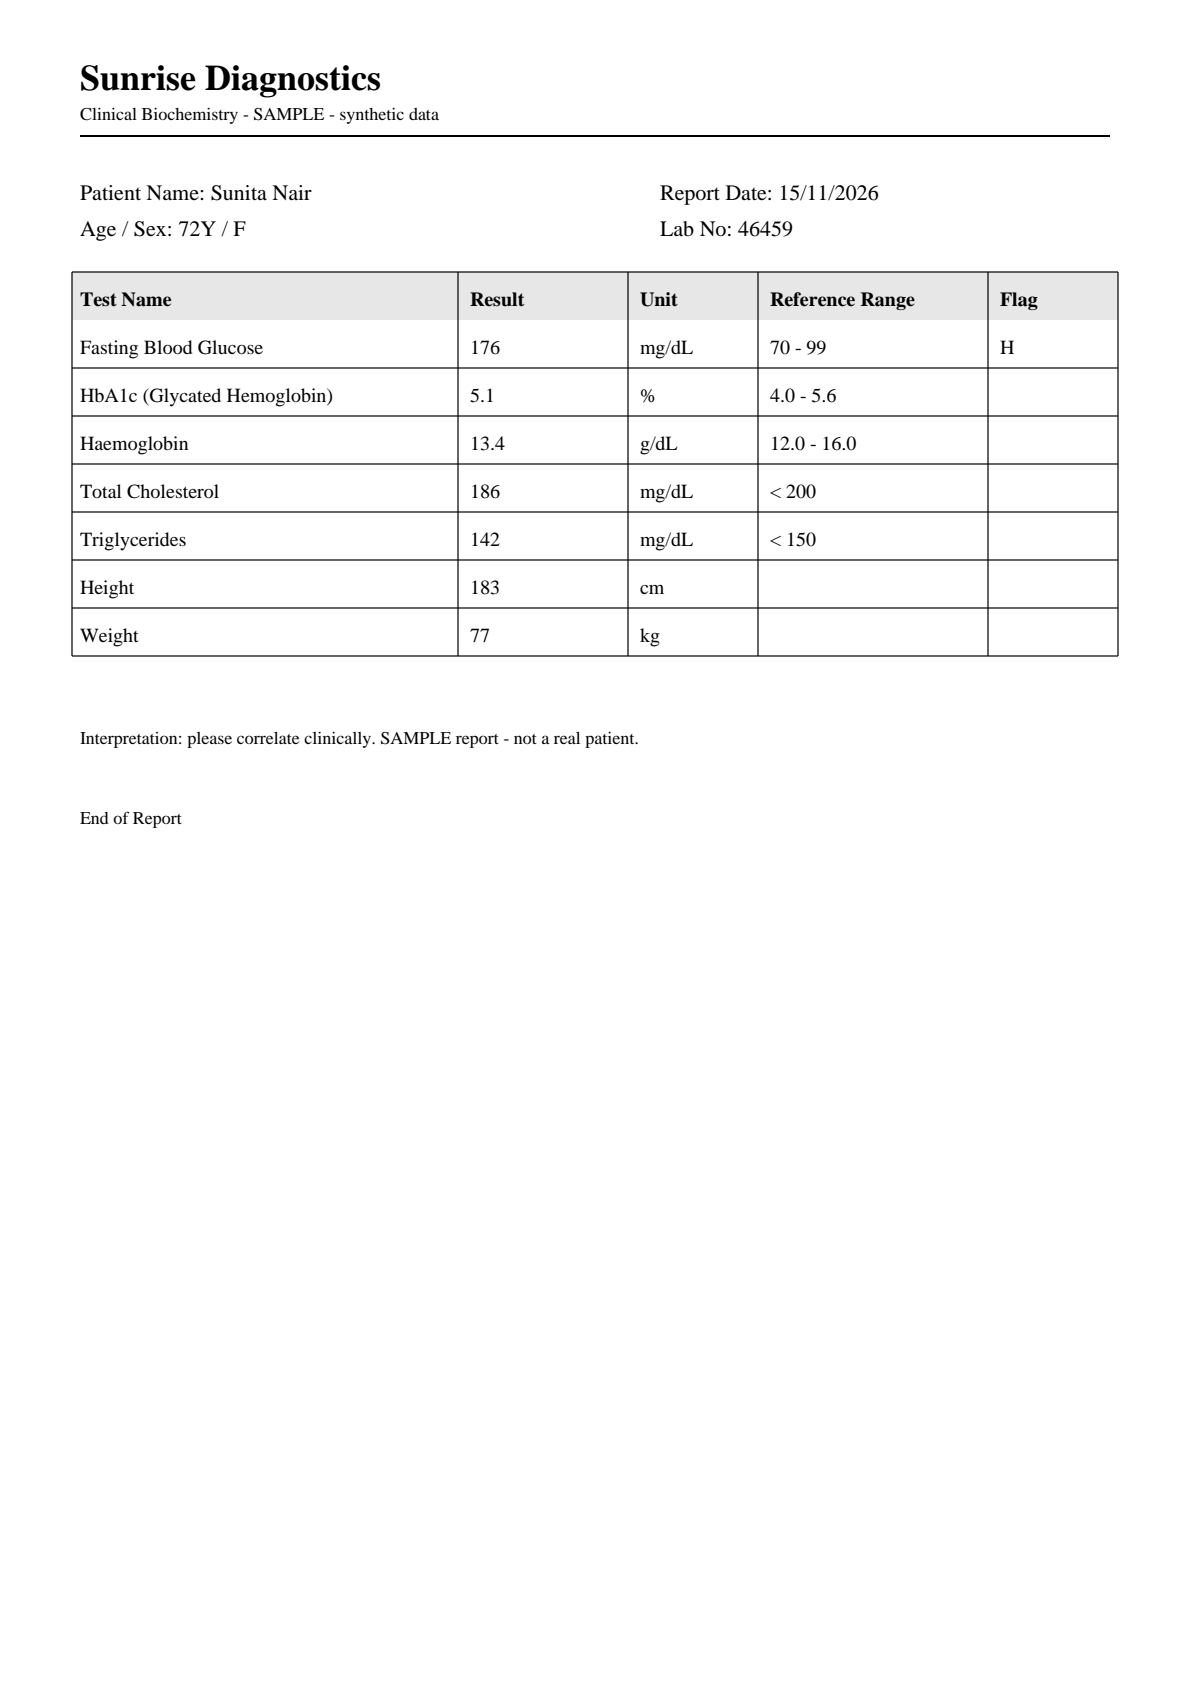 Sunrise Diagnostics
Clinical Biochemistry - SAMPLE - synthetic data
Patient Name: Sunita Nair Report Date: 15/11/2026
Age / Sex: 72Y / F Lab No: 46459
Test Name Result Unit Reference Range Flag
Fasting Blood Glucose 176 mg/dL 70 - 99 H
HbA1c (Glycated Hemoglobin) 5.1 % 4.0 - 5.6
Haemoglobin 13.4 g/dL 12.0 - 16.0
Total Cholesterol 186 mg/dL < 200
Triglycerides 142 mg/dL < 150
Height 183 cm
Weight 77 kg
Interpretation: please correlate clinically. SAMPLE report - not a real patient.
End of Report